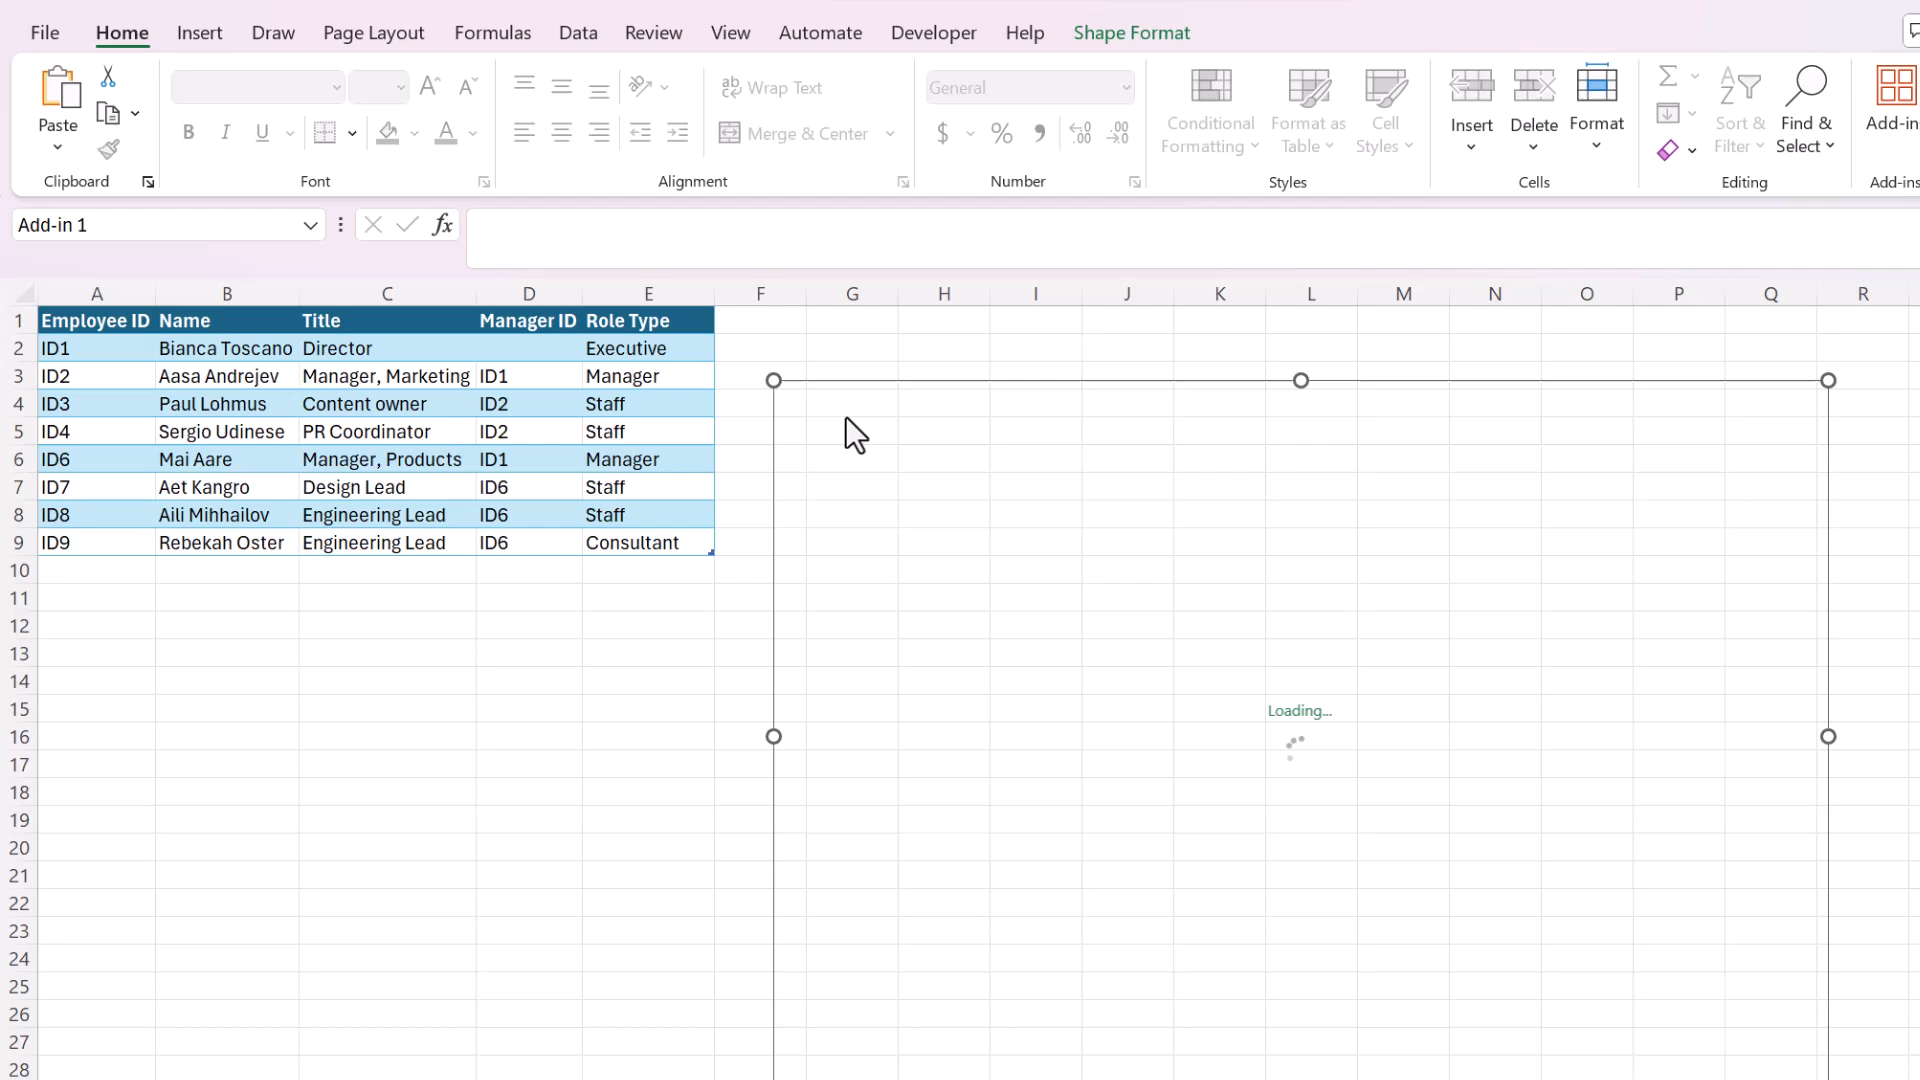 File Home Insert Draw Page Layout Formulas Data Review View Automate Developer Help Shape Format
Paste
B I U A
ab Wrap Text
Merge & Center
General
$ % 9 .00 .00
Conditional Formatting
Format as Table
Cell Styles
Insert
Delete
Format
Sort & Filter
Find & Select
Add-in
Clipboard Font Alignment Number Styles Cells Editing Add-ins
Add-in 1 fx
A B C D E F G H I J K L M N O P Q R
1 Employee ID Name Title Manager ID Role Type
2 ID1 Bianca Toscano Director Executive
3 ID2 Aasa Andrejev Manager, Marketing ID1 Manager
4 ID3 Paul Lohmus Content owner ID2 Staff
5 ID4 Sergio Udinese PR Coordinator ID2 Staff
6 ID6 Mai Aare Manager, Products ID1 Manager
7 ID7 Aet Kangro Design Lead ID6 Staff
8 ID8 Aili Mihhailov Engineering Lead ID6 Staff
9 ID9 Rebekah Oster Engineering Lead ID6 Consultant
10
11
12
13
14
15 Loading...
16
17
18
19
20
21
22
23
24
25
26
27
28